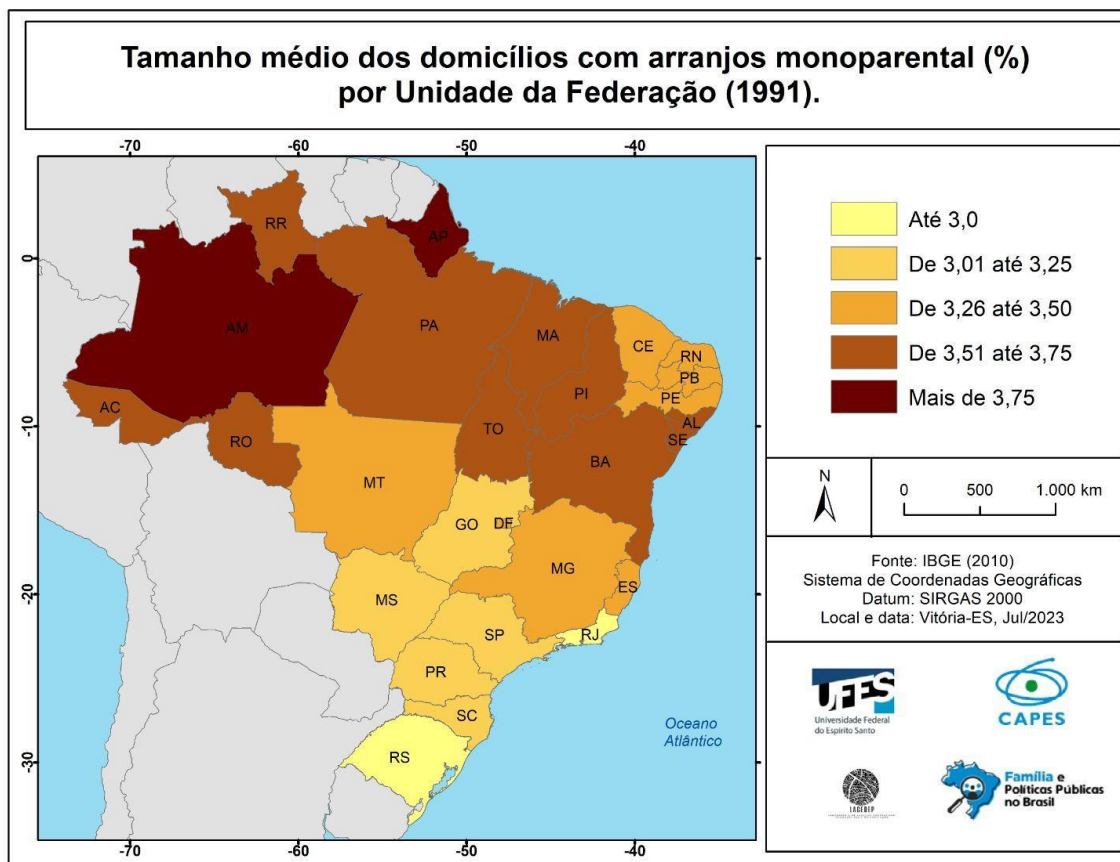 Tamanho médio dos domicílios com arranjos monoparental (%)
por Unidade da Federação (1991).
-70
-60
-50
-40
0
-10
-20
-30
-70
-60
-50
-40
RR
AP
AM
PA
MA
CE
RN
PB
PE
PI
AL
SE
AC
RO
TO
BA
MT
GO
DF
MG
ES
MS
SP
RJ
PR
SC
RS
Oceano
Atlântico
Até 3,0
De 3,01 até 3,25
De 3,26 até 3,50
De 3,51 até 3,75
Mais de 3,75
N
0 500 1.000 km
Fonte: IBGE (2010)
Sistema de Coordenadas Geográficas
Datum: SIRGAS 2000
Local e data: Vitória-ES, Jul/2023
UFES
Universidade Federal
do Espírito Santo
CAPES
LAGEDEP
Família e
Políticas Públicas
no Brasil